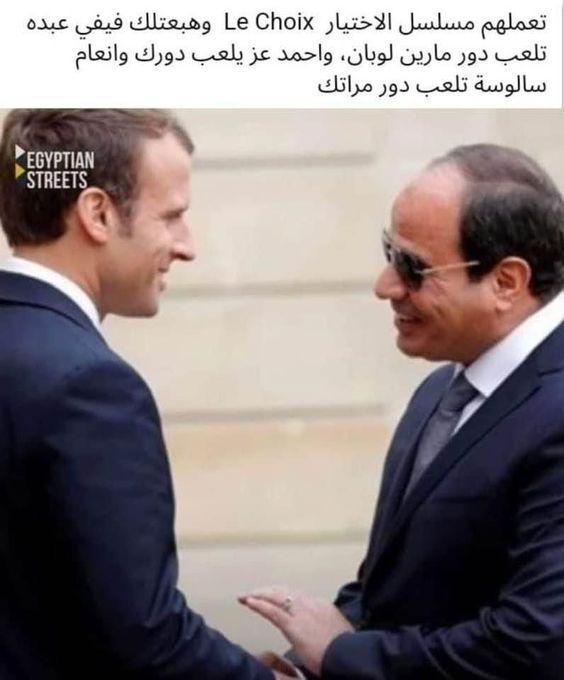 تعملهم مسلسل الاختيار Le Choix وهبعتلك فيفي عبده
تلعب دور مارين لوبان، واحمد عز يلعب دورك وانعام
سالوسة تلعب دور مراتك
EGYPTIAN
STREETS